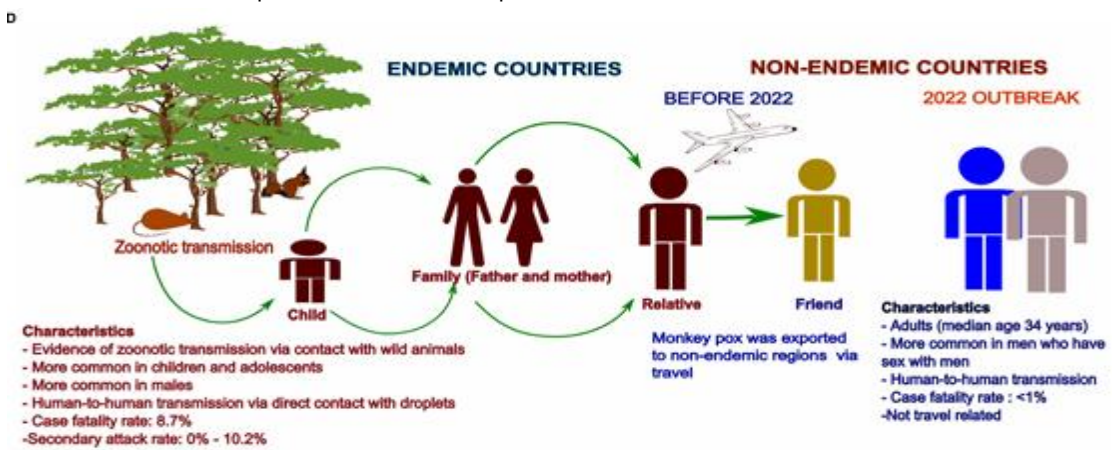 D
ENDEMIC COUNTRIES
NON-ENDEMIC COUNTRIES
BEFORE 2022
2022 OUTBREAK
Zoonotic transmission
Child
Family (Father and mother)
Relative
Friend
Characteristics
- Evidence of zoonotic transmission via contact with wild animals
- More common in children and adolescents
- More common in males
- Human-to-human transmission via direct contact with droplets
- Case fatality rate: 8.7%
-Secondary attack rate: 0% - 10.2%
Monkey pox was exported
to non-endemic regions via
travel
Characteristics
- Adults (median age 34 years)
- More common in men who have
sex with men
- Human-to-human transmission
- Case fatality rate : <1%
-Not travel related